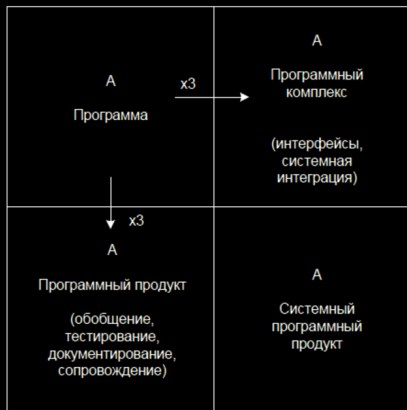 А
Программа
x3
А
Программный
комплекс
(интерфейсы,
системная
интеграция)
x3
А
Программный продукт
(обобщение,
тестирование,
документирование,
сопровождение)
А
Системный
программный
продукт